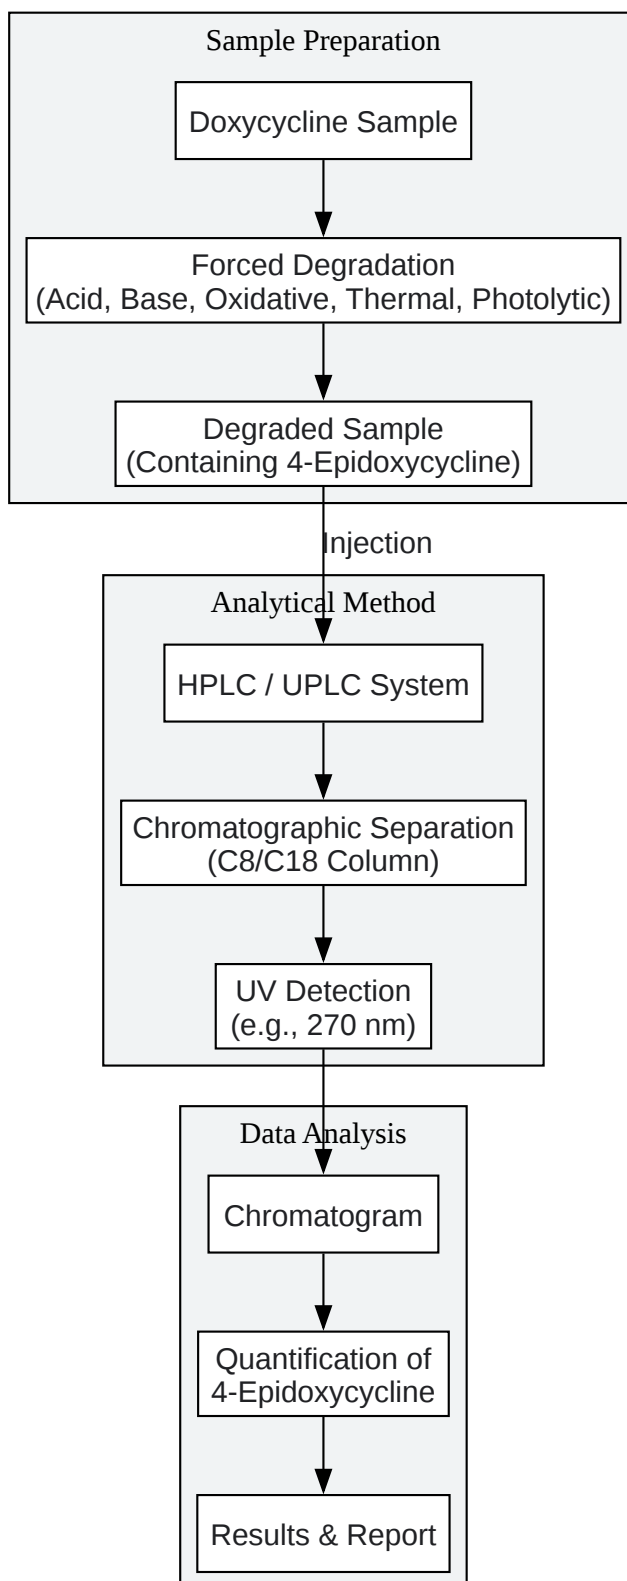 Sample Preparation
Doxycycline Sample
Forced Degradation
(Acid, Base, Oxidative, Thermal, Photolytic)
Degraded Sample
(Containing 4-Epidoxycycline)
Injection
Analytical Method
HPLC / UPLC System
Chromatographic Separation
(C8/C18 Column)
UV Detection
(e.g., 270 nm)
Data Analysis
Chromatogram
Quantification of
4-Epidoxycycline
Results & Report